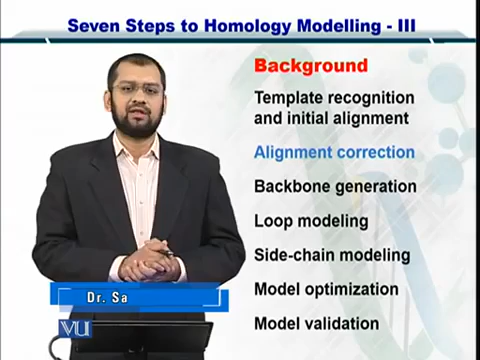 Seven Steps to Homology Modelling - III
Background
Template recognition
and initial alignment
Alignment correction
Backbone generation
Loop modeling
Side-chain modeling
Model optimization
Model validation
Dr. Sa
VU